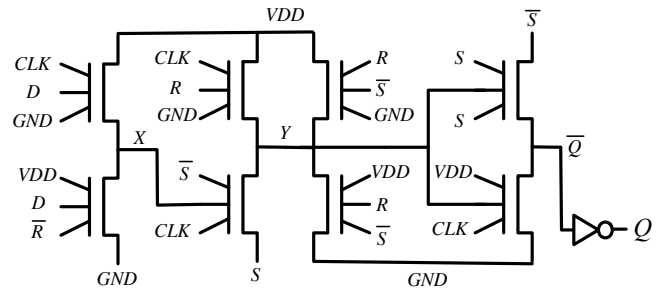 VDD
S̅
CLK
D
GND
CLK
R
GND
R
S̅
GND
S
S
X
Y
Q̅
VDD
D
R̅
S̅
CLK
VDD
R
S̅
VDD
CLK
Q
GND
S
GND